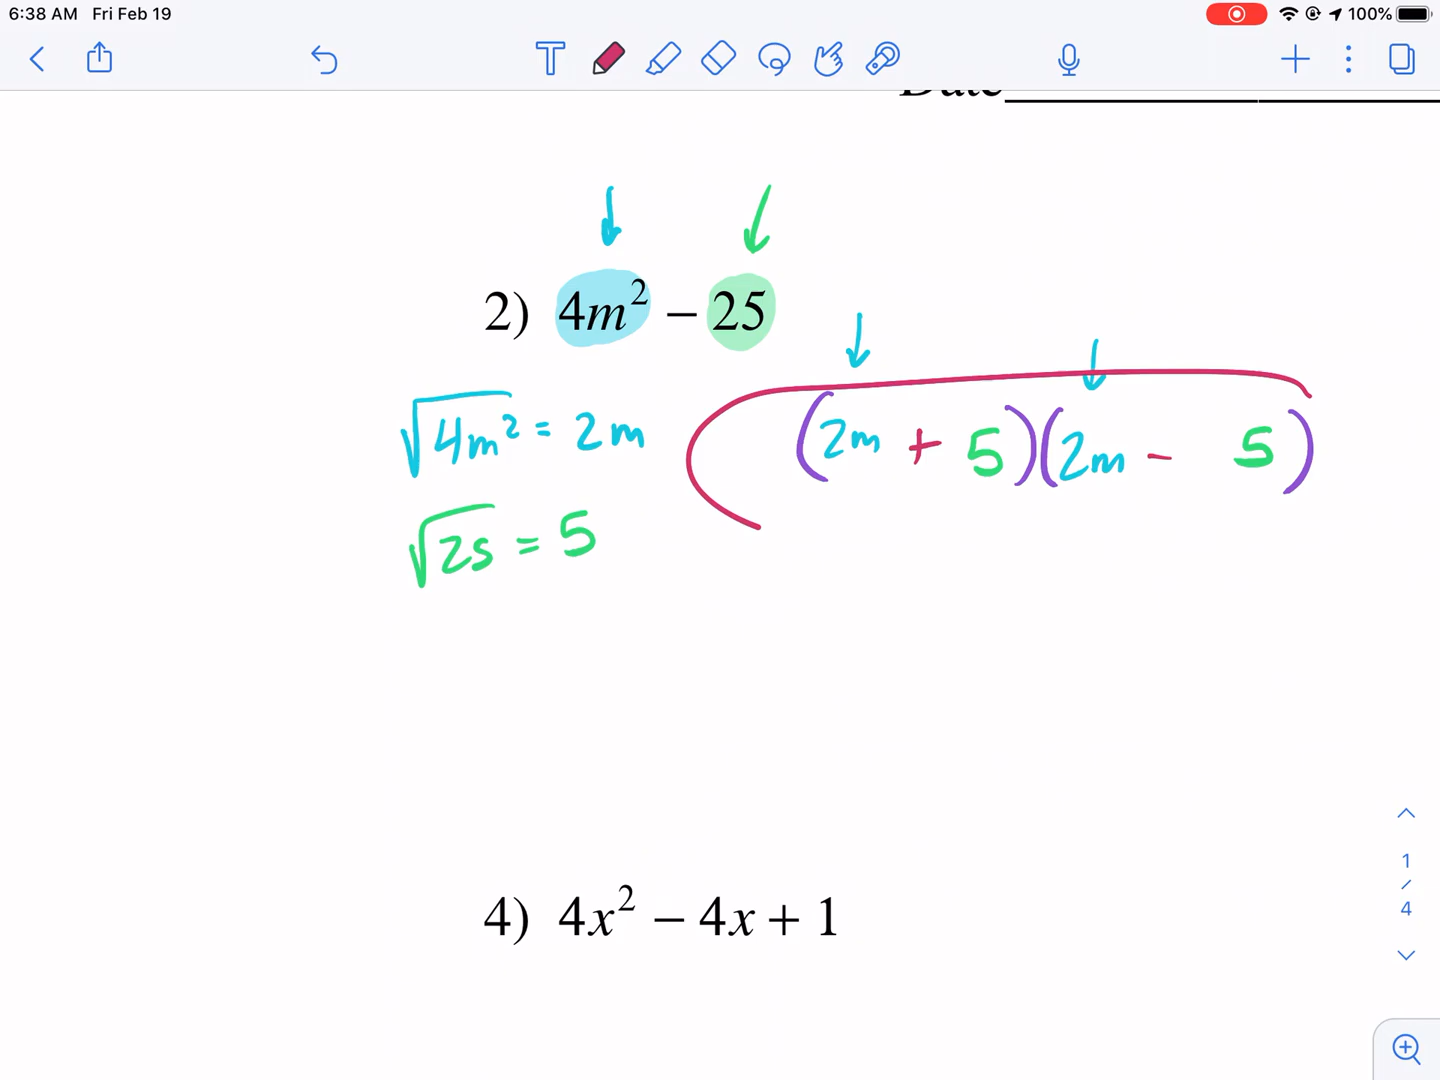 6:38 AM Fri Feb 19
100%
T
Date
2) 4m² − 25
√4m² = 2m
(2m + 5)(2m − 5)
√25 = 5
1
/
4
4) 4x² − 4x + 1